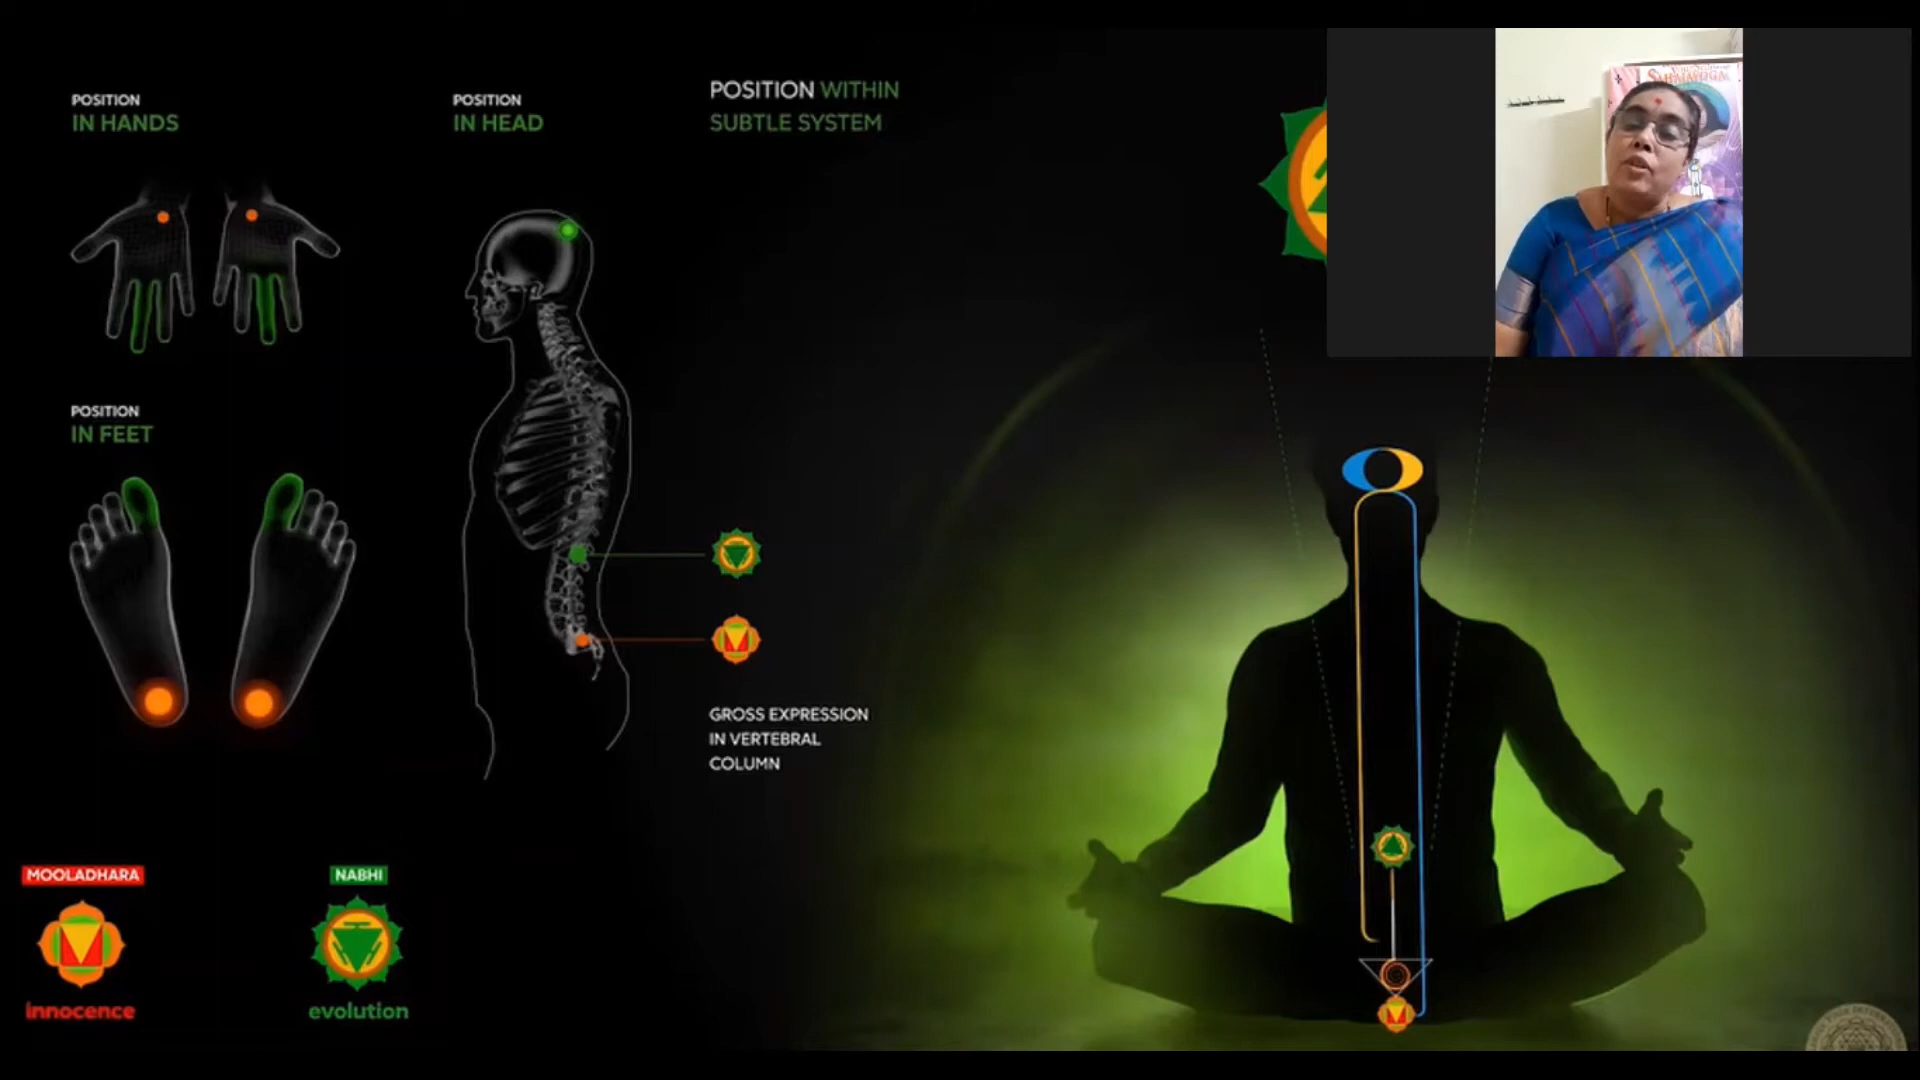 POSITION
IN HANDS
POSITION
IN HEAD
POSITION WITHIN
SUBTLE SYSTEM
SAHAJAYOGA
POSITION
IN FEET
GROSS EXPRESSION
IN VERTEBRAL
COLUMN
MOOLADHARA
innocence
NABHI
evolution